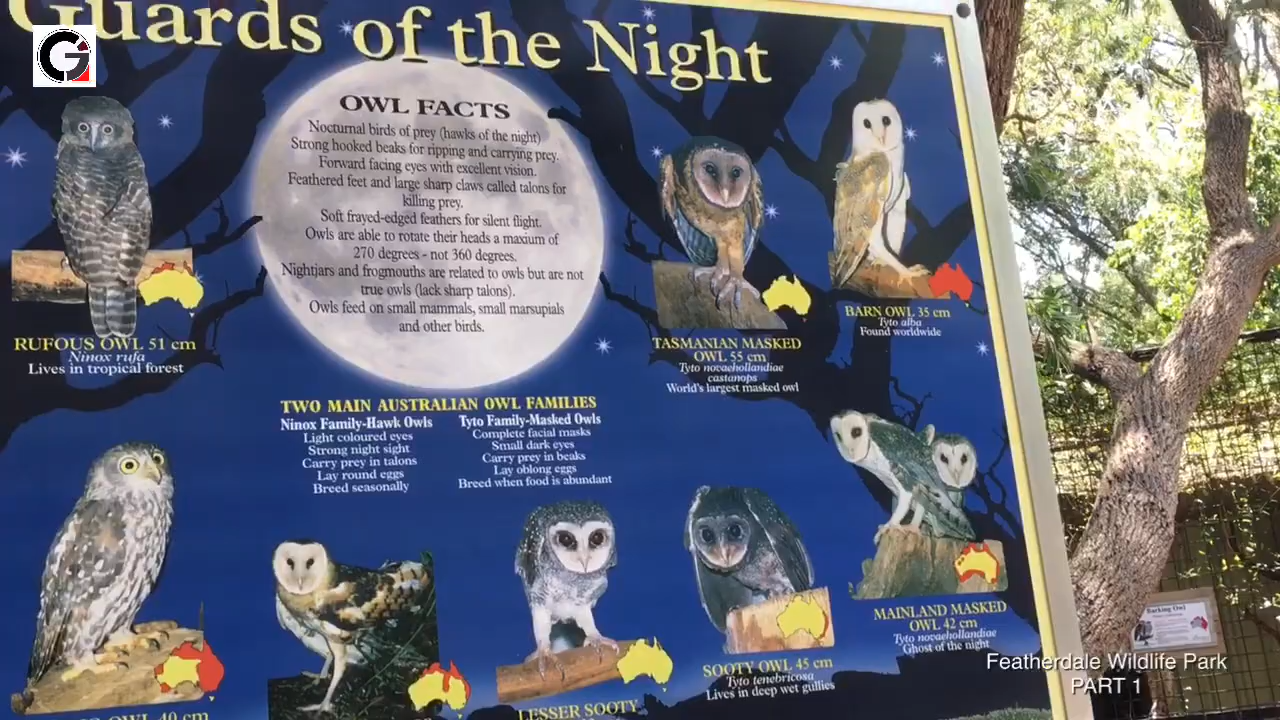 Guards of the Night
G
OWL FACTS
Nocturnal birds of prey (hawks of the night)
Strong hooked beaks for ripping and carrying prey.
Forward facing eyes with excellent vision.
Feathered feet and large sharp claws called talons for
killing prey.
Soft frayed-edged feathers for silent flight.
Owls are able to rotate their heads a maxium of
270 degrees - not 360 degrees.
Nightjars and frogmouths are related to owls but are not
true owls (lack sharp talons).
Owls feed on small mammals, small marsupials
and other birds.
RUFOUS OWL 51 cm
Ninox rufa
Lives in tropical forest
TASMANIAN MASKED
OWL 55 cm
Tyto novaehollandiae
castanops
World's largest masked owl
BARN OWL 35 cm
Tyto alba
Found worldwide
TWO MAIN AUSTRALIAN OWL FAMILIES
Ninox Family-Hawk Owls
Light coloured eyes
Strong night sight
Carry prey in talons
Lay round eggs
Breed seasonally
Tyto Family-Masked Owls
Complete facial masks
Small dark eyes
Carry prey in beaks
Lay oblong eggs
Breed when food is abundant
OWL 40 cm
LESSER SOOTY
SOOTY OWL 45 cm
Tyto tenebricosa
Lives in deep wet gullies
MAINLAND MASKED
OWL 42 cm
Tyto novaehollandiae
Ghost of the night
Barking Owl
Featherdale Wildlife Park
PART 1